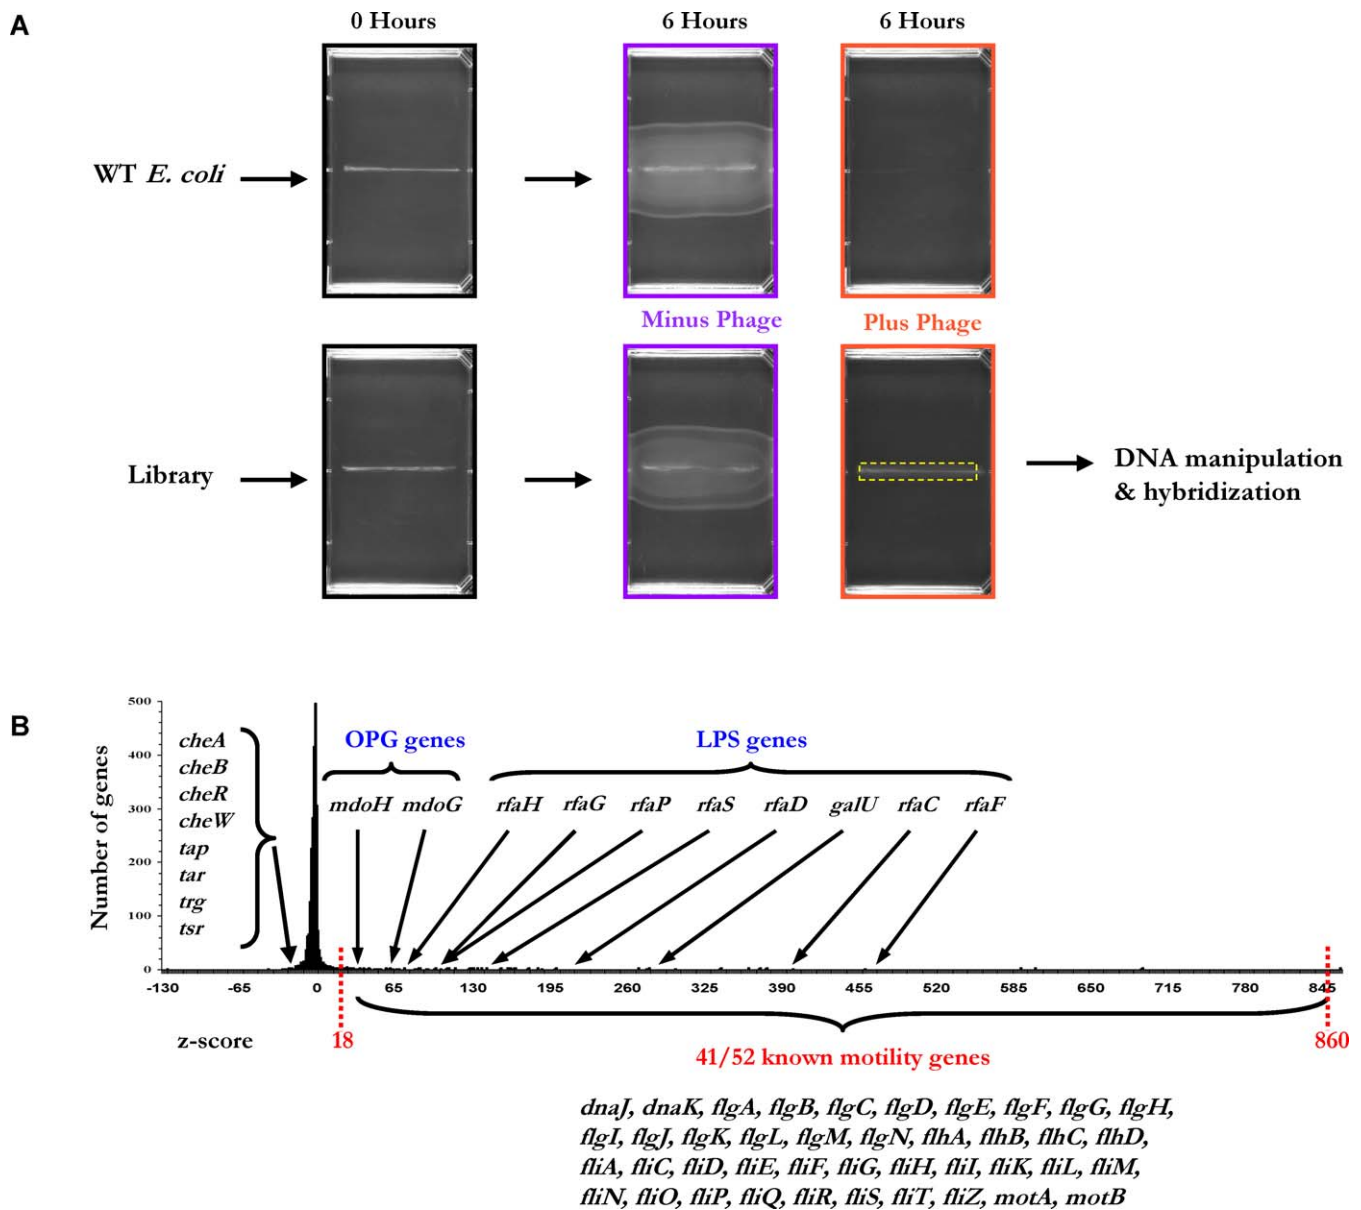 A
0 Hours
6 Hours
6 Hours
WT E. coli
Minus Phage
Plus Phage
Library
DNA manipulation
& hybridization
B
Number of genes
500
400
300
200
100
0
cheA
cheB
cheR
cheW
tap
tar
trg
tsr
OPG genes
LPS genes
mdoH mdoG rfaH rfaG rfaP rfaS rfaD galU rfaC rfaF
-130 -65 0 65 130 195 260 325 390 455 520 585 650 715 780 845
z-score
18
860
41/52 known motility genes
dnaJ, dnaK, flgA, flgB, flgC, flgD, flgE, flgF, flgG, flgH,
flgI, flgJ, flgK, flgL, flgM, flgN, flhA, flhB, flhC, flhD,
fliA, fliC, fliD, fliE, fliF, fliG, fliH, fliI, fliK, fliL, fliM,
fliN, fliO, fliP, fliQ, fliR, fliS, fliT, fliZ, motA, motB